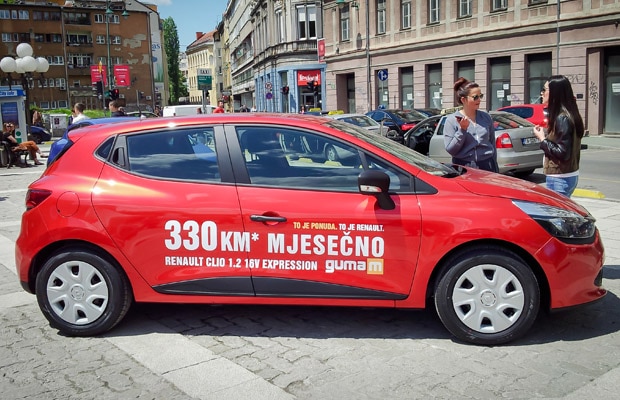 TO JE PONUDA. TO JE RENAULT.
330KM* MJESEČNO
RENAULT CLIO 1.2 16V EXPRESSION guma m